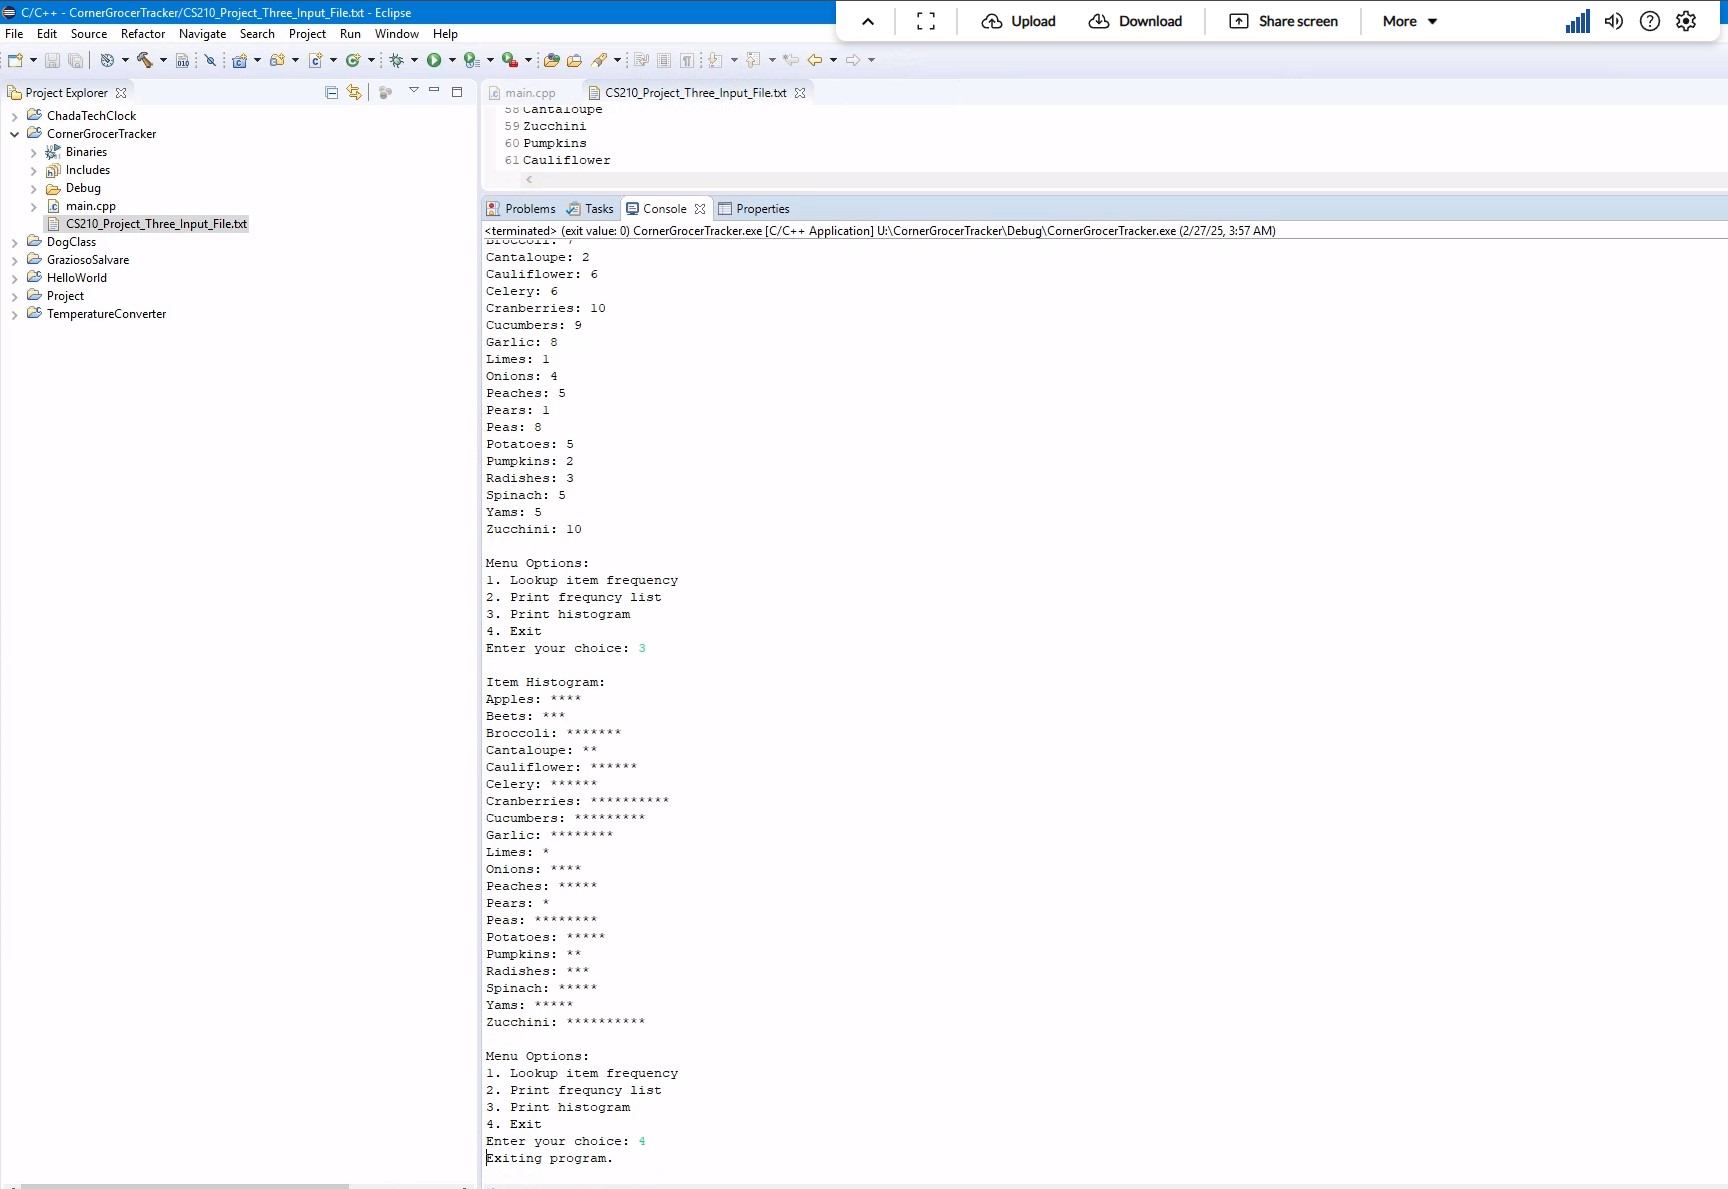 C/C++ - CornerGrocerTracker/CS210_Project_Three_Input_File.txt - Eclipse
Upload Download Share screen More
File Edit Source Refactor Navigate Search Project Run Window Help
Project Explorer
ChadaTechClock
CornerGrocerTracker
Binaries
Includes
Debug
main.cpp
CS210_Project_Three_Input_File.txt
DogClass
GraziosoSalvare
HelloWorld
Project
TemperatureConverter
main.cpp CS210_Project_Three_Input_File.txt
58 Cantaloupe
59 Zucchini
60 Pumpkins
61 Cauliflower
Problems Tasks Console Properties
<terminated> (exit value: 0) CornerGrocerTracker.exe [C/C++ Application] U:\CornerGrocerTracker\Debug\CornerGrocerTracker.exe (2/27/25, 3:57 AM)
Broccoli: 7
Cantaloupe: 2
Cauliflower: 6
Celery: 6
Cranberries: 10
Cucumbers: 9
Garlic: 8
Limes: 1
Onions: 4
Peaches: 5
Pears: 1
Peas: 8
Potatoes: 5
Pumpkins: 2
Radishes: 3
Spinach: 5
Yams: 5
Zucchini: 10
Menu Options:
1. Lookup item frequency
2. Print frequncy list
3. Print histogram
4. Exit
Enter your choice: 3
Item Histogram:
Apples: ****
Beets: ***
Broccoli: *******
Cantaloupe: **
Cauliflower: ******
Celery: ******
Cranberries: **********
Cucumbers: *********
Garlic: ********
Limes: *
Onions: ****
Peaches: *****
Pears: *
Peas: ********
Potatoes: *****
Pumpkins: **
Radishes: ***
Spinach: *****
Yams: *****
Zucchini: **********
Menu Options:
1. Lookup item frequency
2. Print frequncy list
3. Print histogram
4. Exit
Enter your choice: 4
Exiting program.